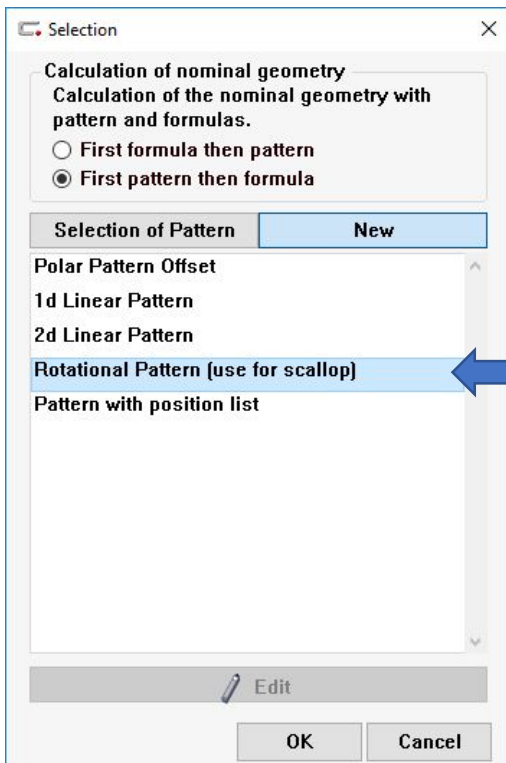 Selection
Calculation of nominal geometry
Calculation of the nominal geometry with
pattern and formulas.
First formula then pattern
First pattern then formula
Selection of Pattern
New
Polar Pattern Offset
1d Linear Pattern
2d Linear Pattern
Rotational Pattern (use for scallop)
Pattern with position list
Edit
OK
Cancel